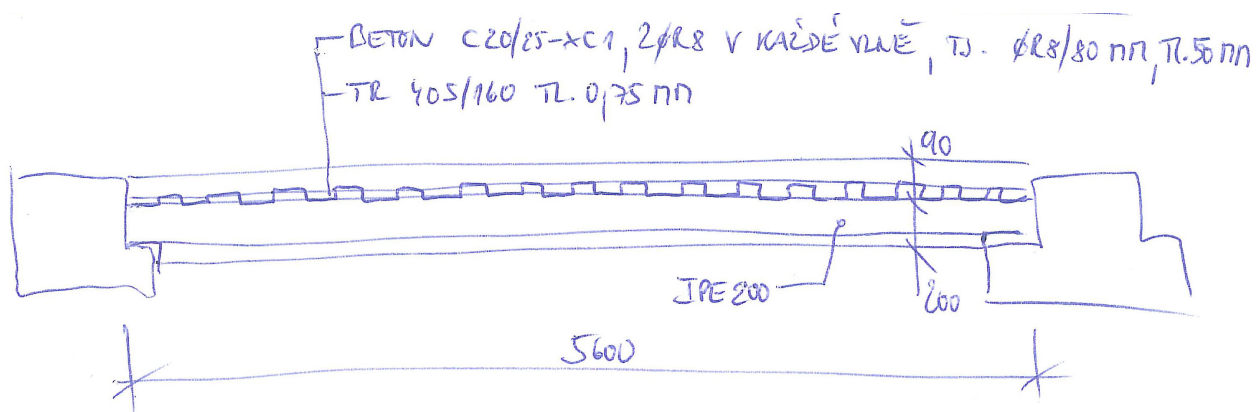 BETON C20/25-XC1, 2ØR8 V KAŽDÉ VLNĚ, TJ. ØR8/80 mm, TL.50 mm
TR 40S/160 TL. 0,75 mm
90
IPE 200
200
5600